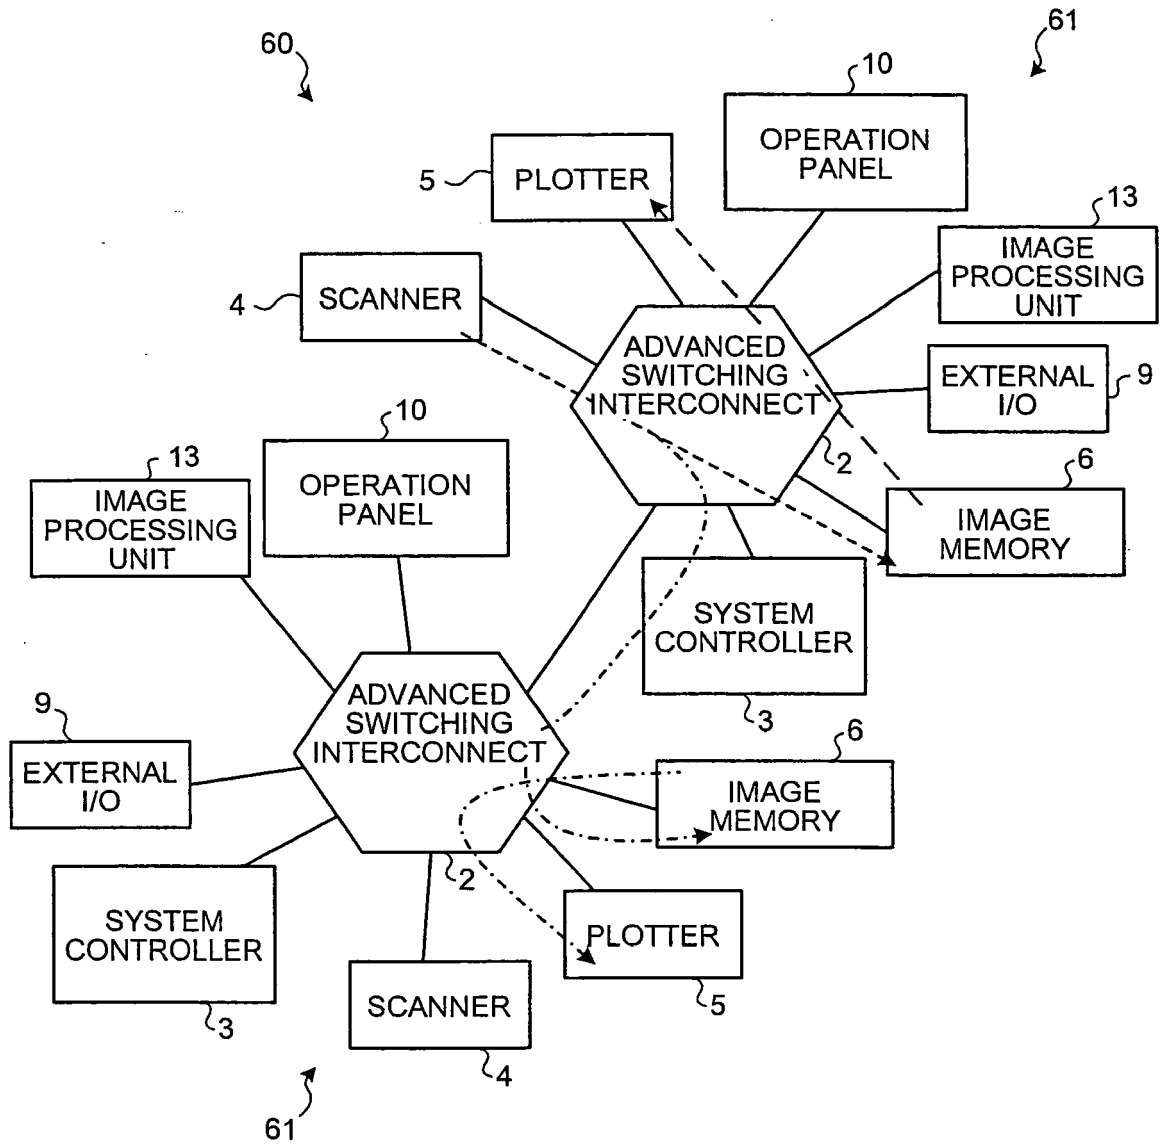 60
61
10
OPERATION
PANEL
5
PLOTTER
13
IMAGE
PROCESSING
UNIT
4
SCANNER
ADVANCED
SWITCHING
INTERCONNECT
EXTERNAL
I/O
9
2
6
IMAGE
MEMORY
10
OPERATION
PANEL
13
IMAGE
PROCESSING
UNIT
SYSTEM
CONTROLLER
3
ADVANCED
SWITCHING
INTERCONNECT
9
EXTERNAL
I/O
6
IMAGE
MEMORY
2
SYSTEM
CONTROLLER
3
PLOTTER
5
SCANNER
4
61